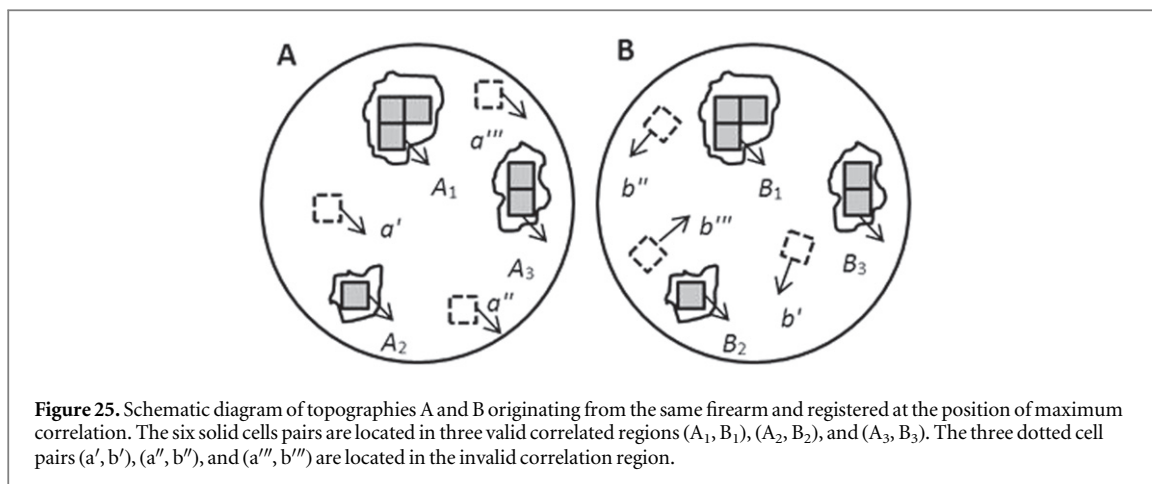 A
B
a‴
A₁
a′
A₃
a″
A₂
b″
B₁
b‴
B₃
b′
B₂
Figure 25. Schematic diagram of topographies A and B originating from the same firearm and registered at the position of maximum
correlation. The six solid cells pairs are located in three valid correlated regions (A₁, B₁), (A₂, B₂), and (A₃, B₃). The three dotted cell
pairs (a′, b′), (a″, b″), and (a‴, b‴) are located in the invalid correlation region.